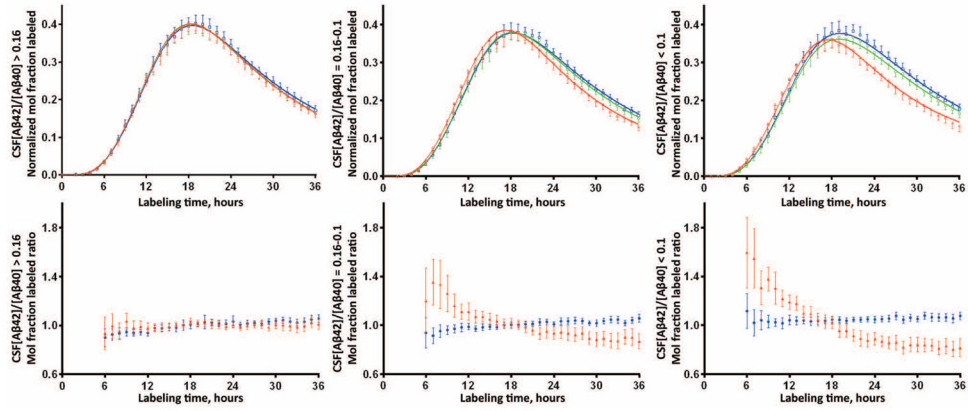 CSF[Aβ42]/[Aβ40] > 0.16
Normalized mol fraction labeled
0.4
0.3
0.2
0.1
0.0
0 6 12 18 24 30 36
Labeling time, hours
CSF[Aβ42]/[Aβ40] = 0.16-0.1
Normalized mol fraction labeled
0.4
0.3
0.2
0.1
0.0
0 6 12 18 24 30 36
Labeling time, hours
CSF[Aβ42]/[Aβ40] < 0.1
Normalized mol fraction labeled
0.4
0.3
0.2
0.1
0.0
0 6 12 18 24 30 36
Labeling time, hours
CSF[Aβ42]/[Aβ40] > 0.16
Mol fraction labeled ratio
1.8
1.4
1.0
0.6
0 6 12 18 24 30 36
Labeling time, hours
CSF[Aβ42]/[Aβ40] = 0.16-0.1
Mol fraction labeled ratio
1.8
1.4
1.0
0.6
0 6 12 18 24 30 36
Labeling time, hours
CSF[Aβ42]/[Aβ40] < 0.1
Mol fraction labeled ratio
1.8
1.4
1.0
0.6
0 6 12 18 24 30 36
Labeling time, hours